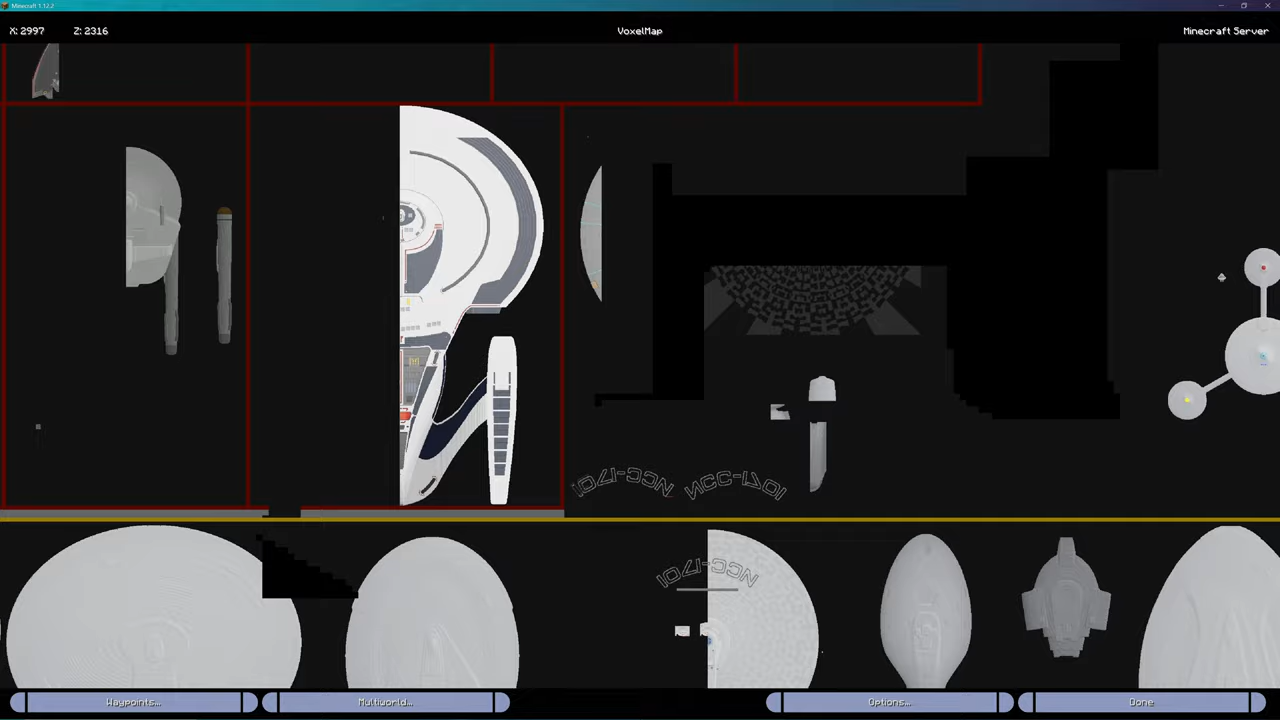 Minecraft 1.12.2
X: 2997 Z: 2316
VoxelMap
Minecraft Server
NCC-1701 NCC-1701
NCC-1701
Waypoints...
Multiworld...
Options...
Done